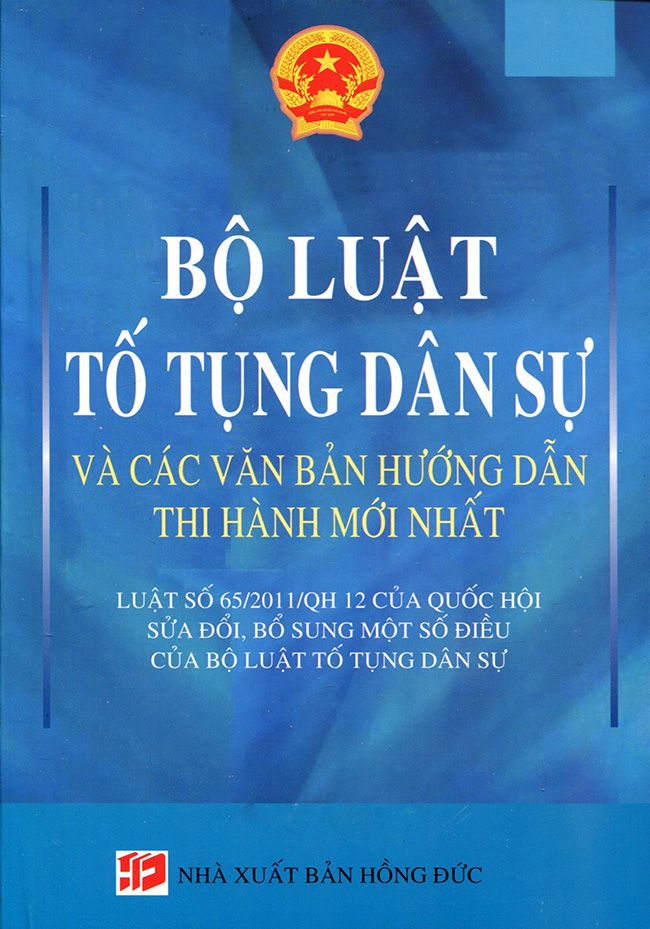 BỘ LUẬT
TỐ TỤNG DÂN SỰ
VÀ CÁC VĂN BẢN HƯỚNG DẪN
THI HÀNH MỚI NHẤT
LUẬT SỐ 65/2011/QH 12 CỦA QUỐC HỘI
SỬA ĐỔI, BỔ SUNG MỘT SỐ ĐIỀU
CỦA BỘ LUẬT TỐ TỤNG DÂN SỰ
NHÀ XUẤT BẢN HỒNG ĐỨC